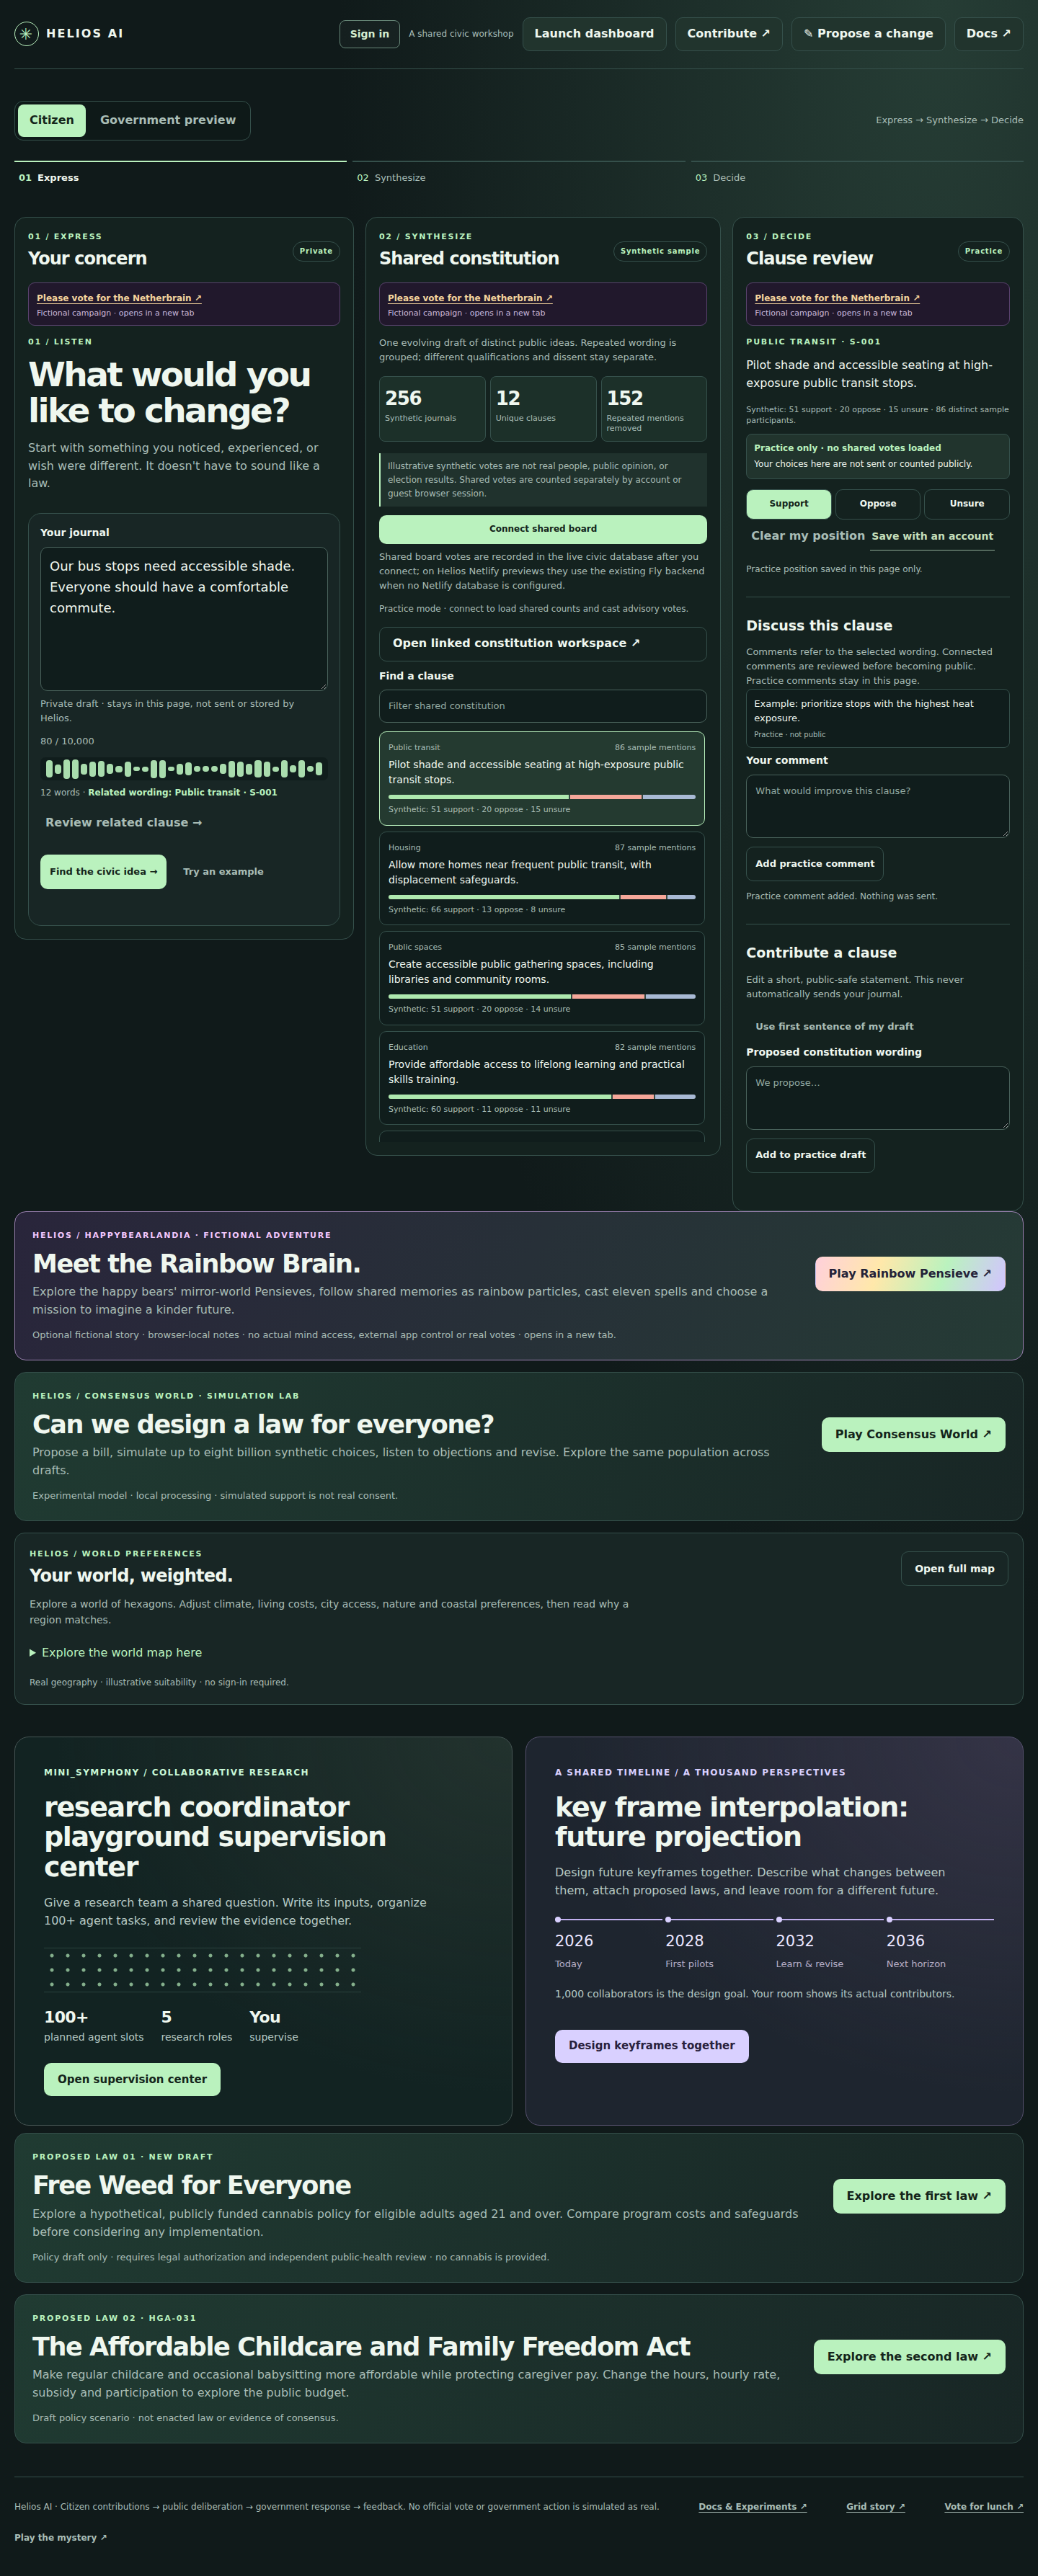 HELIOS AI
Sign in
A shared civic workshop
Launch dashboard
Contribute ↗
✎ Propose a change
Docs ↗
Citizen
Government preview
Express → Synthesize → Decide
01 Express
02 Synthesize
03 Decide
01 / EXPRESS
Your concern
Private
Please vote for the Netherbrain ↗
Fictional campaign · opens in a new tab
01 / LISTEN
What would you
like to change?
Start with something you noticed, experienced, or
wish were different. It doesn't have to sound like a
law.
Your journal
Our bus stops need accessible shade.
Everyone should have a comfortable
commute.
Private draft · stays in this page, not sent or stored by
Helios.
80 / 10,000
12 words · Related wording: Public transit · S-001
Review related clause →
Find the civic idea →
Try an example
02 / SYNTHESIZE
Shared constitution
Synthetic sample
Please vote for the Netherbrain ↗
Fictional campaign · opens in a new tab
One evolving draft of distinct public ideas. Repeated wording is
grouped; different qualifications and dissent stay separate.
256
Synthetic journals
12
Unique clauses
152
Repeated mentions
removed
Illustrative synthetic votes are not real people, public opinion, or
election results. Shared votes are counted separately by account or
guest browser session.
Connect shared board
Shared board votes are recorded in the live civic database after you
connect; on Helios Netlify previews they use the existing Fly backend
when no Netlify database is configured.
Practice mode · connect to load shared counts and cast advisory votes.
Open linked constitution workspace ↗
Find a clause
Filter shared constitution
Public transit
86 sample mentions
Pilot shade and accessible seating at high-exposure public
transit stops.
Synthetic: 51 support · 20 oppose · 15 unsure
Housing
87 sample mentions
Allow more homes near frequent public transit, with
displacement safeguards.
Synthetic: 66 support · 13 oppose · 8 unsure
Public spaces
85 sample mentions
Create accessible public gathering spaces, including
libraries and community rooms.
Synthetic: 51 support · 20 oppose · 14 unsure
Education
82 sample mentions
Provide affordable access to lifelong learning and practical
skills training.
Synthetic: 60 support · 11 oppose · 11 unsure
03 / DECIDE
Clause review
Practice
Please vote for the Netherbrain ↗
Fictional campaign · opens in a new tab
PUBLIC TRANSIT · S-001
Pilot shade and accessible seating at high-
exposure public transit stops.
Synthetic: 51 support · 20 oppose · 15 unsure · 86 distinct sample
participants.
Practice only · no shared votes loaded
Your choices here are not sent or counted publicly.
Support
Oppose
Unsure
Clear my position
Save with an account
Practice position saved in this page only.
Discuss this clause
Comments refer to the selected wording. Connected
comments are reviewed before becoming public.
Practice comments stay in this page.
Example: prioritize stops with the highest heat
exposure.
Practice · not public
Your comment
What would improve this clause?
Add practice comment
Practice comment added. Nothing was sent.
Contribute a clause
Edit a short, public-safe statement. This never
automatically sends your journal.
Use first sentence of my draft
Proposed constitution wording
We propose...
Add to practice draft
HELIOS / HAPPYBEARLANDIA · FICTIONAL ADVENTURE
Meet the Rainbow Brain.
Explore the happy bears' mirror-world Pensieves, follow shared memories as rainbow particles, cast eleven spells and choose a
mission to imagine a kinder future.
Optional fictional story · browser-local notes · no actual mind access, external app control or real votes · opens in a new tab.
Play Rainbow Pensieve ↗
HELIOS / CONSENSUS WORLD · SIMULATION LAB
Can we design a law for everyone?
Propose a bill, simulate up to eight billion synthetic choices, listen to objections and revise. Explore the same population across
drafts.
Experimental model · local processing · simulated support is not real consent.
Play Consensus World ↗
HELIOS / WORLD PREFERENCES
Your world, weighted.
Explore a world of hexagons. Adjust climate, living costs, city access, nature and coastal preferences, then read why a
region matches.
▶ Explore the world map here
Real geography · illustrative suitability · no sign-in required.
Open full map
MINI_SYMPHONY / COLLABORATIVE RESEARCH
research coordinator
playground supervision
center
Give a research team a shared question. Write its inputs, organize
100+ agent tasks, and review the evidence together.
100+
planned agent slots
5
research roles
You
supervise
Open supervision center
A SHARED TIMELINE / A THOUSAND PERSPECTIVES
key frame interpolation:
future projection
Design future keyframes together. Describe what changes between
them, attach proposed laws, and leave room for a different future.
2026
Today
2028
First pilots
2032
Learn & revise
2036
Next horizon
1,000 collaborators is the design goal. Your room shows its actual contributors.
Design keyframes together
PROPOSED LAW 01 · NEW DRAFT
Free Weed for Everyone
Explore a hypothetical, publicly funded cannabis policy for eligible adults aged 21 and over. Compare program costs and safeguards
before considering any implementation.
Policy draft only · requires legal authorization and independent public-health review · no cannabis is provided.
Explore the first law ↗
PROPOSED LAW 02 · HGA-031
The Affordable Childcare and Family Freedom Act
Make regular childcare and occasional babysitting more affordable while protecting caregiver pay. Change the hours, hourly rate,
subsidy and participation to explore the public budget.
Draft policy scenario · not enacted law or evidence of consensus.
Explore the second law ↗
Helios AI · Citizen contributions → public deliberation → government response → feedback. No official vote or government action is simulated as real.
Docs & Experiments ↗
Grid story ↗
Vote for lunch ↗
Play the mystery ↗